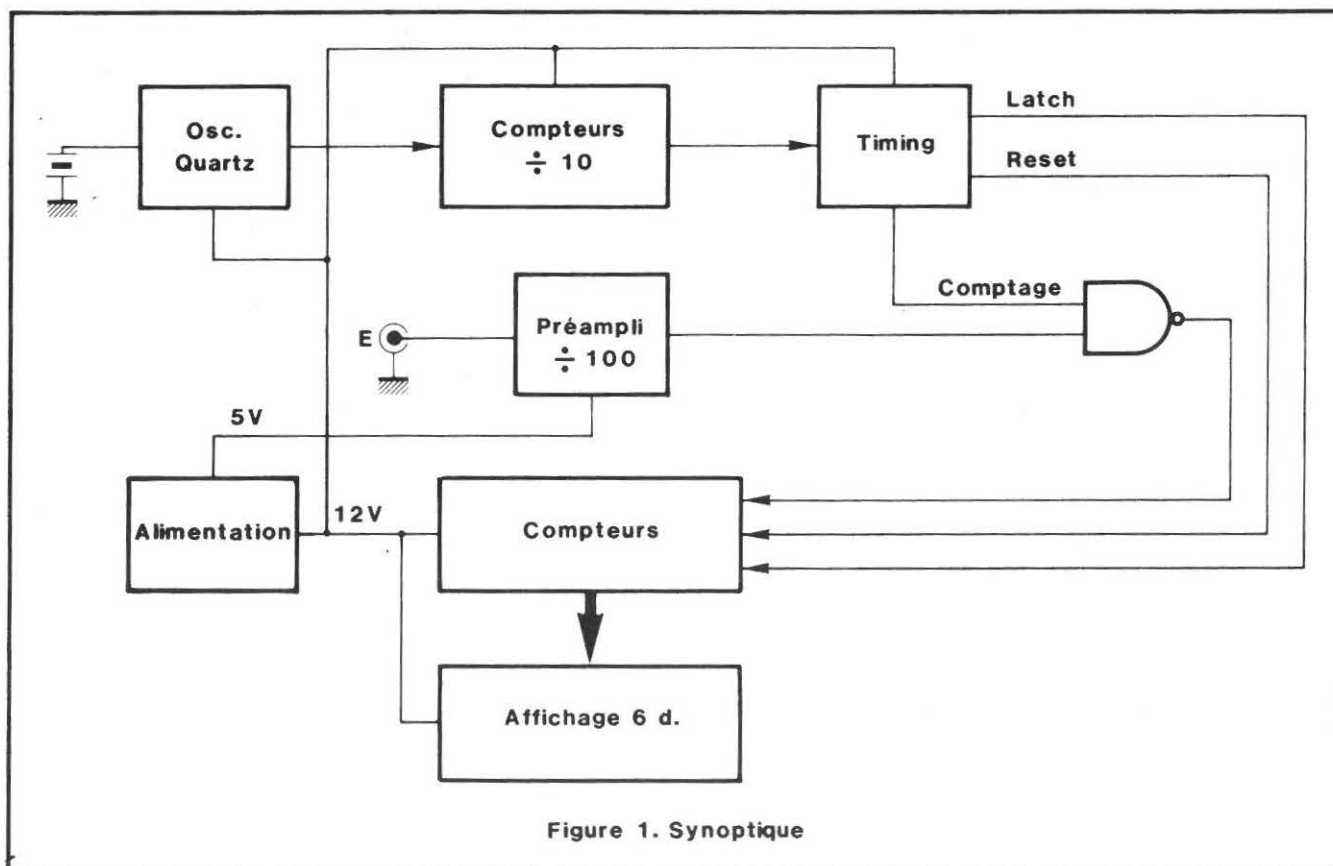 Osc.
Quartz
Compteurs
÷ 10
Timing
Latch
Reset
Comptage
E
Préampli
÷ 100
5V
Alimentation
12V
Compteurs
Affichage 6 d.
Figure 1. Synoptique